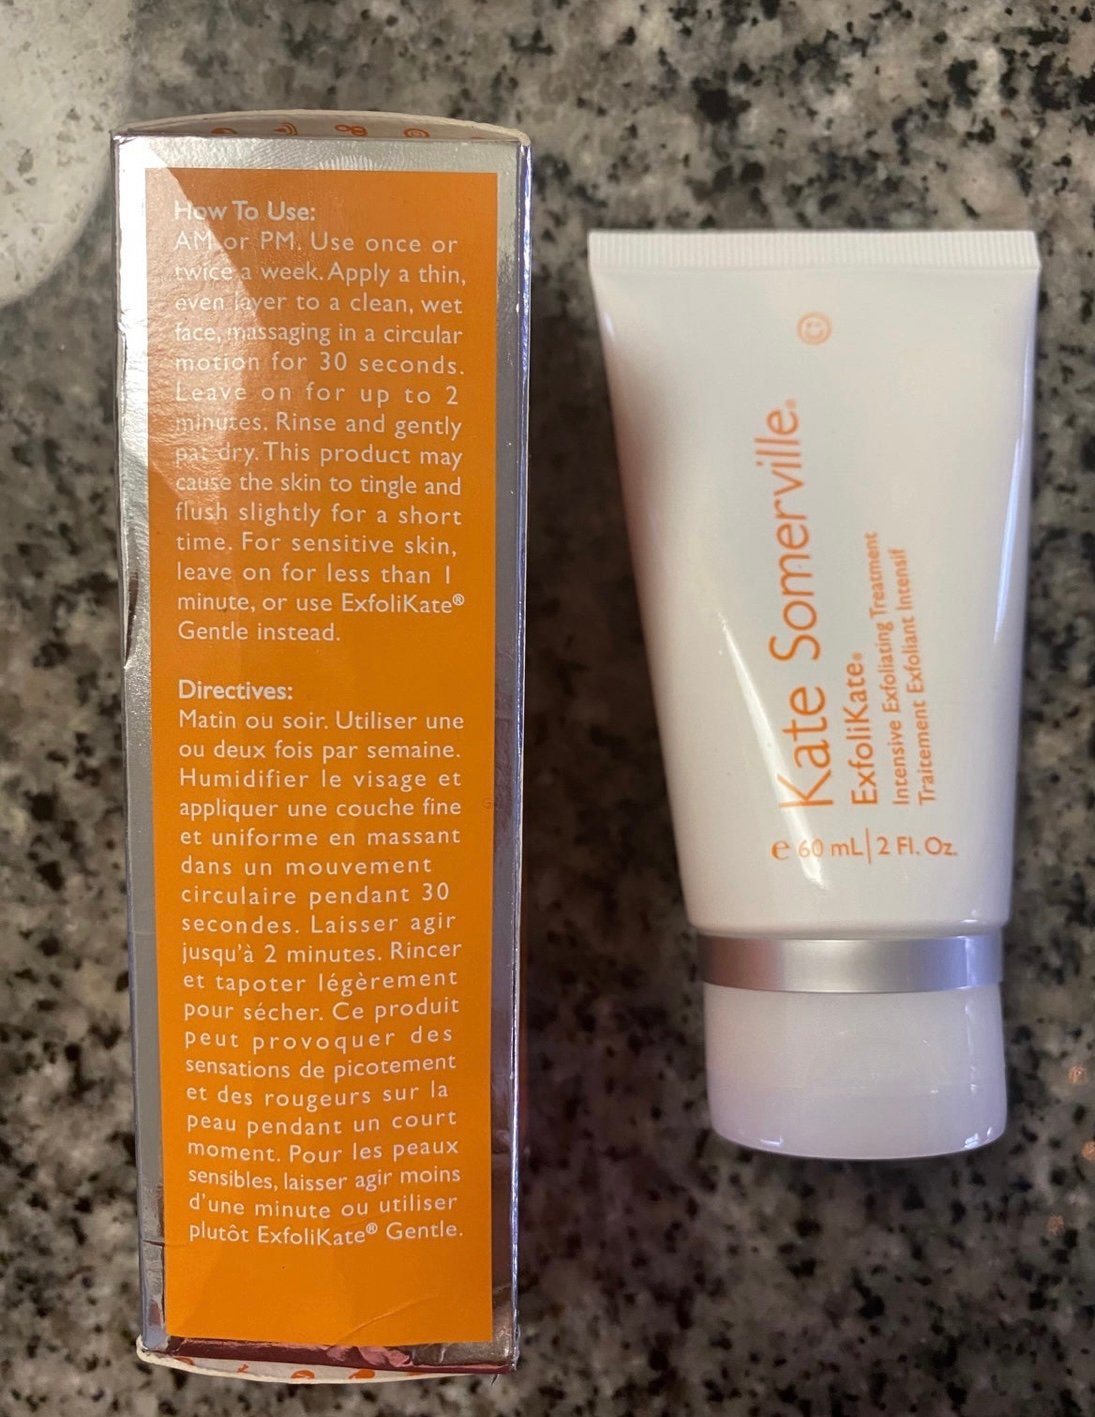 How To Use:
AM or PM. Use once or
twice a week. Apply a thin,
even layer to a clean, wet
face, massaging in a circular
motion for 30 seconds.
Leave on for up to 2
minutes. Rinse and gently
pat dry. This product may
cause the skin to tingle and
flush slightly for a short
time. For sensitive skin,
leave on for less than 1
minute, or use ExfoliKate®
Gentle instead.
Directives:
Matin ou soir. Utiliser une
ou deux fois par semaine.
Humidifier le visage et
appliquer une couche fine
et uniforme en massant
dans un mouvement
circulaire pendant 30
secondes. Laisser agir
jusqu'à 2 minutes. Rincer
et tapoter légèrement
pour sécher. Ce produit
peut provoquer des
sensations de picotement
et des rougeurs sur la
peau pendant un court
moment. Pour les peaux
sensibles, laisser agir moins
d'une minute ou utiliser
plutôt ExfoliKate® Gentle.
Kate Somerville®
ExfoliKate®
Intensive Exfoliating Treatment
Traitement Exfoliant Intensif
e 60 mL | 2 Fl. Oz.